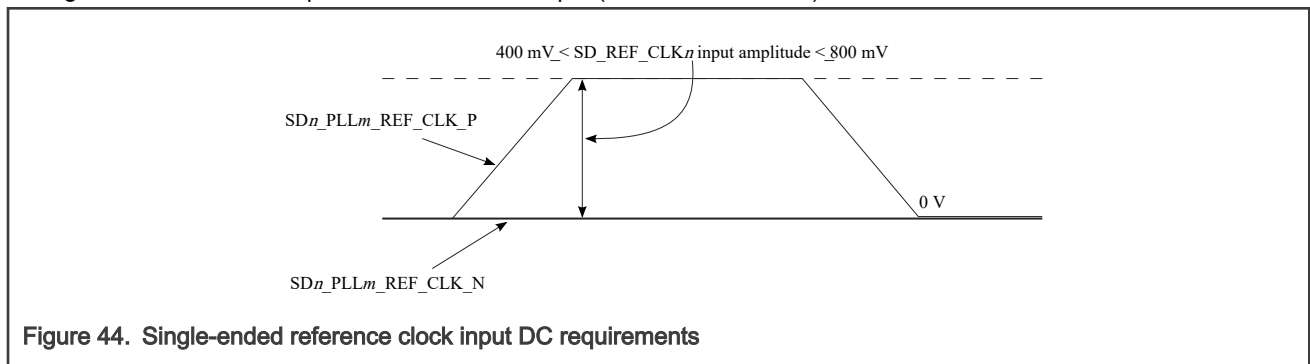 400 mV < SD_REF_CLKn input amplitude < 800 mV
SDn_PLLm_REF_CLK_P
0 V
SDn_PLLm_REF_CLK_N
Figure 44. Single-ended reference clock input DC requirements